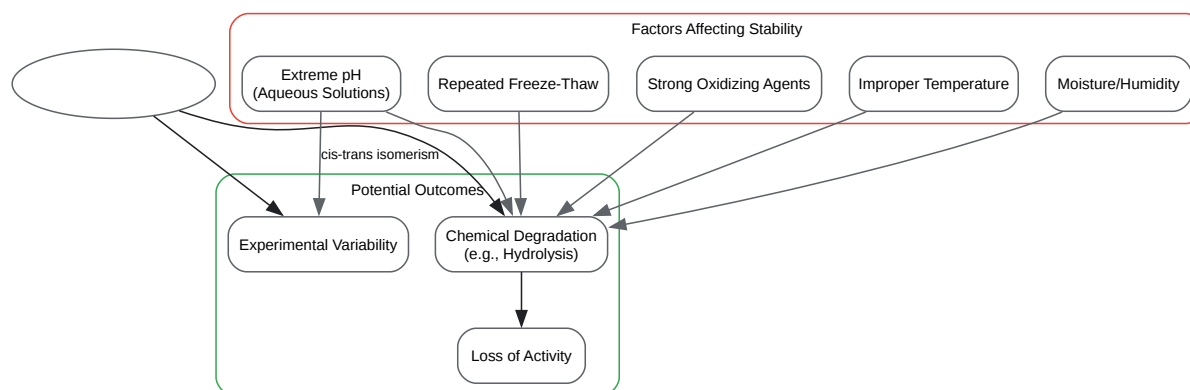 Factors Affecting Stability
Extreme pH
(Aqueous Solutions)
Repeated Freeze-Thaw
Strong Oxidizing Agents
Improper Temperature
Moisture/Humidity
cis-trans isomerism
Potential Outcomes
Experimental Variability
Chemical Degradation
(e.g., Hydrolysis)
Loss of Activity